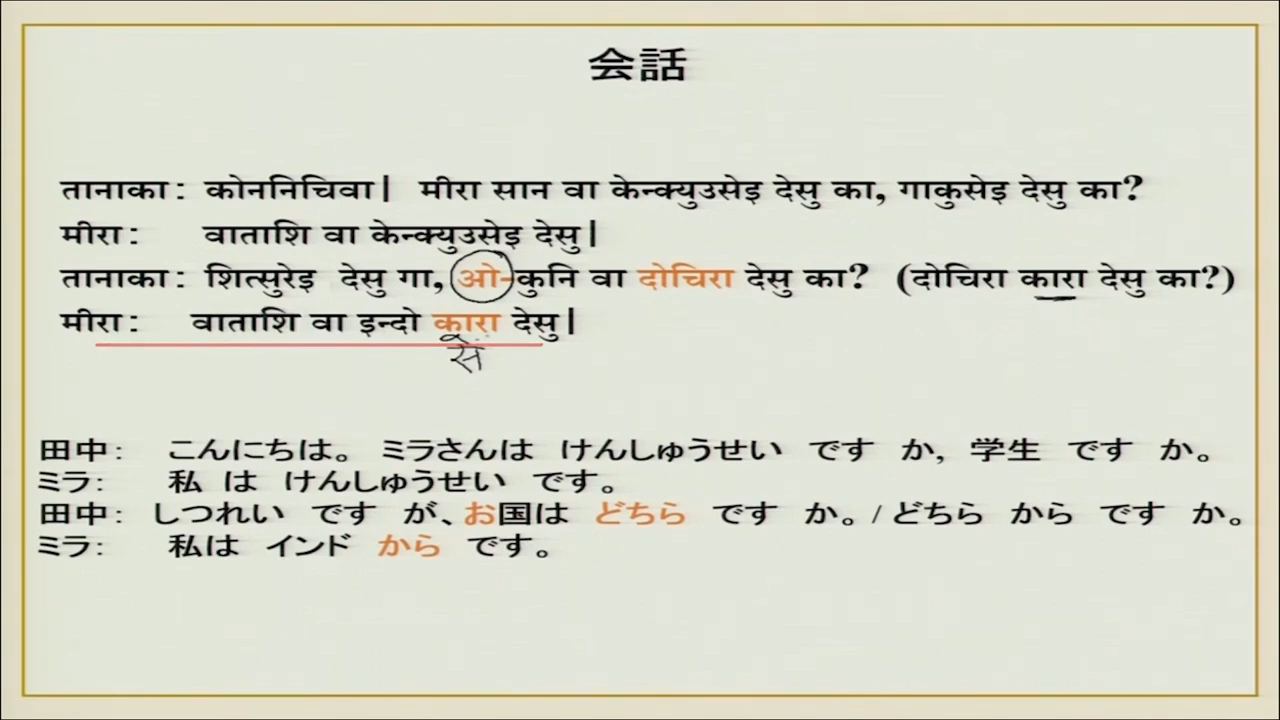 会話
तानाका: कोननिचिवा| मीरा सान वा केन्क्युउसेइ देसु का, गाकुसेइ देसु का?
मीरा: वाताशि वा केन्क्युउसेइ देसु|
तानाका: शित्सुरेइ देसु गा, ओ-कुनि वा दोचिरा देसु का? (दोचिरा कारा देसु का?)
मीरा: वाताशि वा इन्दो कारा देसु|
से
田中: こんにちは。 ミラさんは けんしゅうせい です か, 学生 です か。
ミラ: 私 は けんしゅうせい です。
田中: しつれい です が、お国は どちら です か。/ どちら から です か。
ミラ: 私は インド から です。